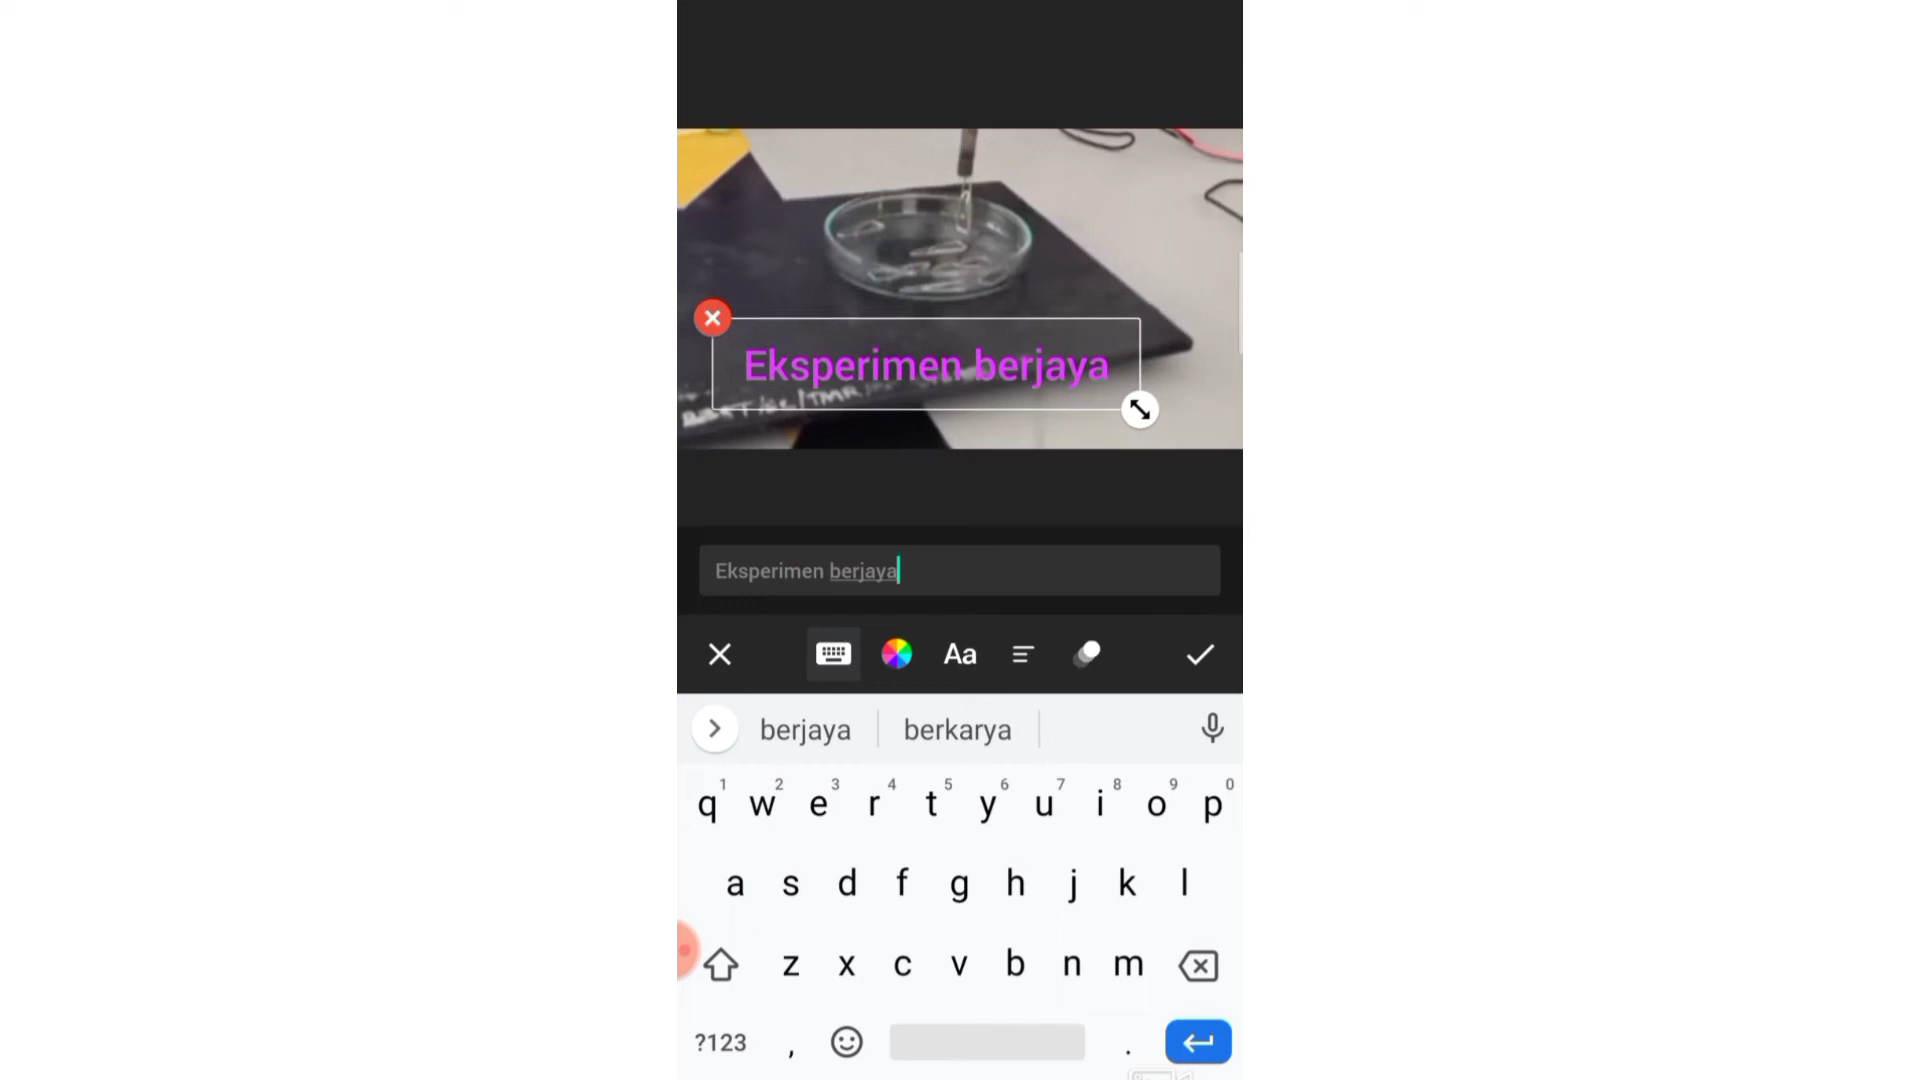 Eksperimen berjaya
Eksperimen berjaya
Aa
berjaya berkarya
1 2 3 4 5 6 7 8 9 0
q w e r t y u i o p
a s d f g h j k l
z x c v b n m
?123 , .